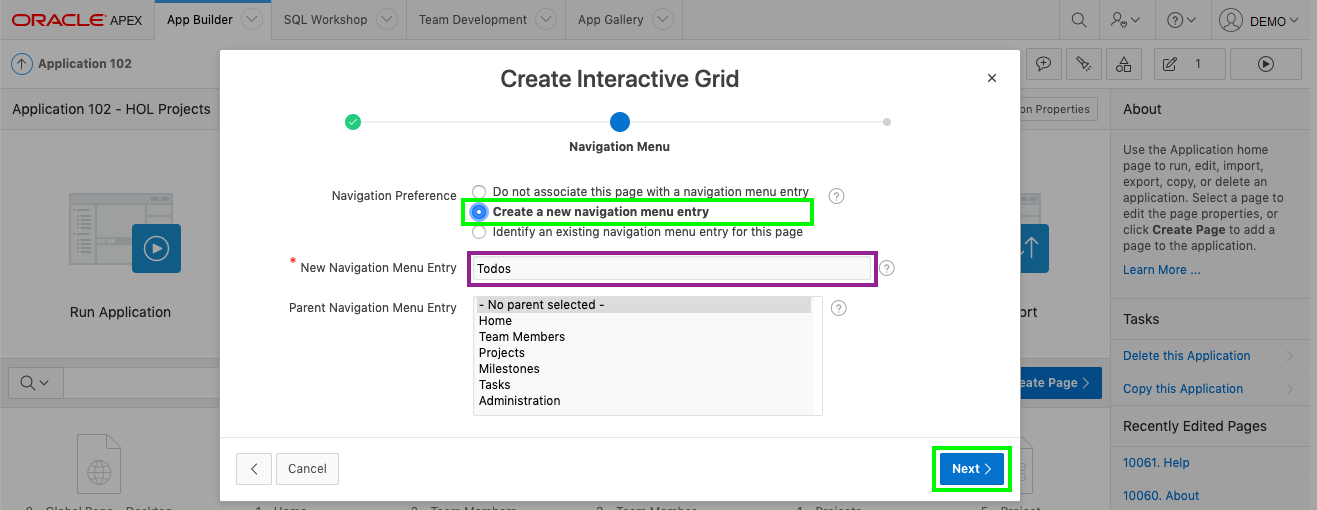 ORACLE APEX App Builder SQL Workshop Team Development App Gallery DEMO
Application 102
1
Create Interactive Grid
Application 102 - HOL Projects
on Properties
About
Navigation Menu
Use the Application home
page to run, edit, import,
export, copy, or delete an
application. Select a page to
edit the page properties, or
click Create Page to add a
page to the application.
Learn More ...
Navigation Preference
Do not associate this page with a navigation menu entry
Create a new navigation menu entry
Identify an existing navigation menu entry for this page
* New Navigation Menu Entry Todos
Parent Navigation Menu Entry
- No parent selected -
Home
Team Members
Projects
Milestones
Tasks
Administration
Run Application
ort
Tasks
Delete this Application
Copy this Application
eate Page
Recently Edited Pages
Cancel
Next
10061. Help
10060. About